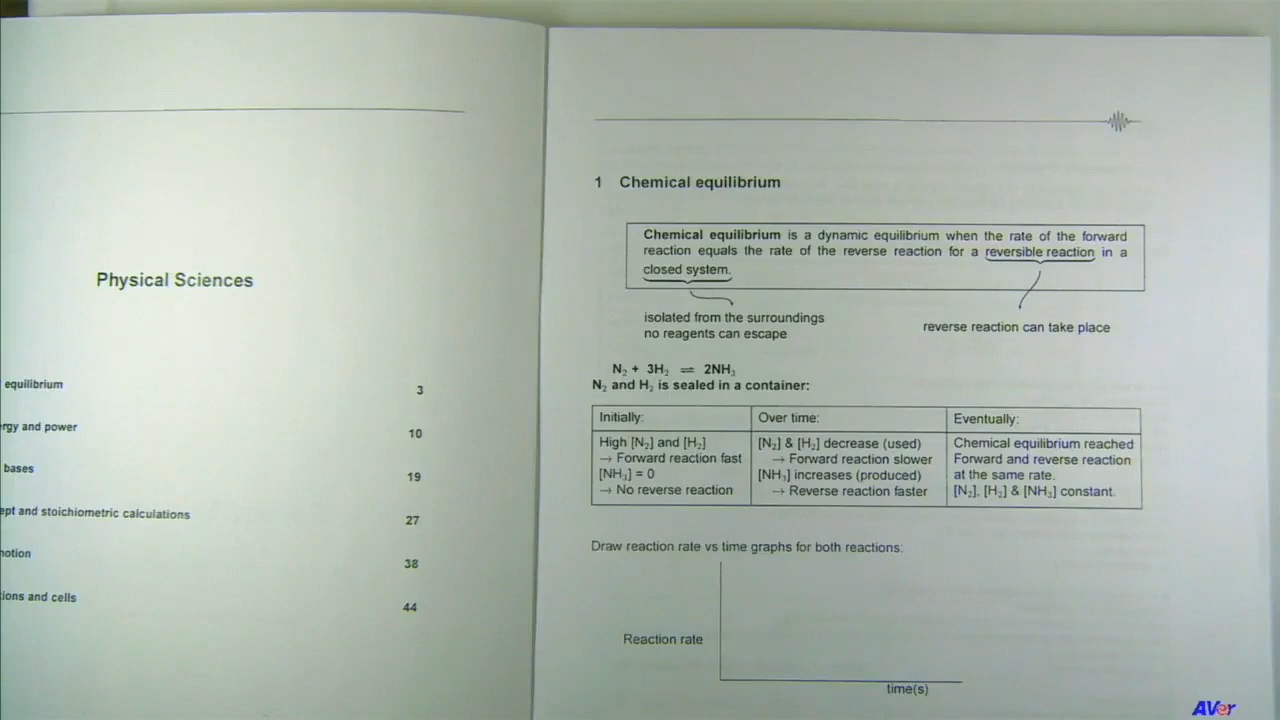 Physical Sciences
equilibrium 3
and power 10
bases 19
and stoichiometric calculations 27
38
and cells 44
1 Chemical equilibrium
Chemical equilibrium is a dynamic equilibrium when the rate of the forward
reaction equals the rate of the reverse reaction for a reversible reaction in a
closed system.
isolated from the surroundings
no reagents can escape
reverse reaction can take place
N₂ + 3H₂ ⇌ 2NH₃
N₂ and H₂ is sealed in a container:
Initially:
High [N₂] and [H₂]
→ Forward reaction fast
[NH₃] = 0
→ No reverse reaction
Over time:
[N₂] & [H₂] decrease (used)
→ Forward reaction slower
[NH₃] increases (produced)
→ Reverse reaction faster
Eventually:
Chemical equilibrium reached
Forward and reverse reaction
at the same rate.
[N₂], [H₂] & [NH₃] constant.
Draw reaction rate vs time graphs for both reactions:
Reaction rate
time(s)
AVer